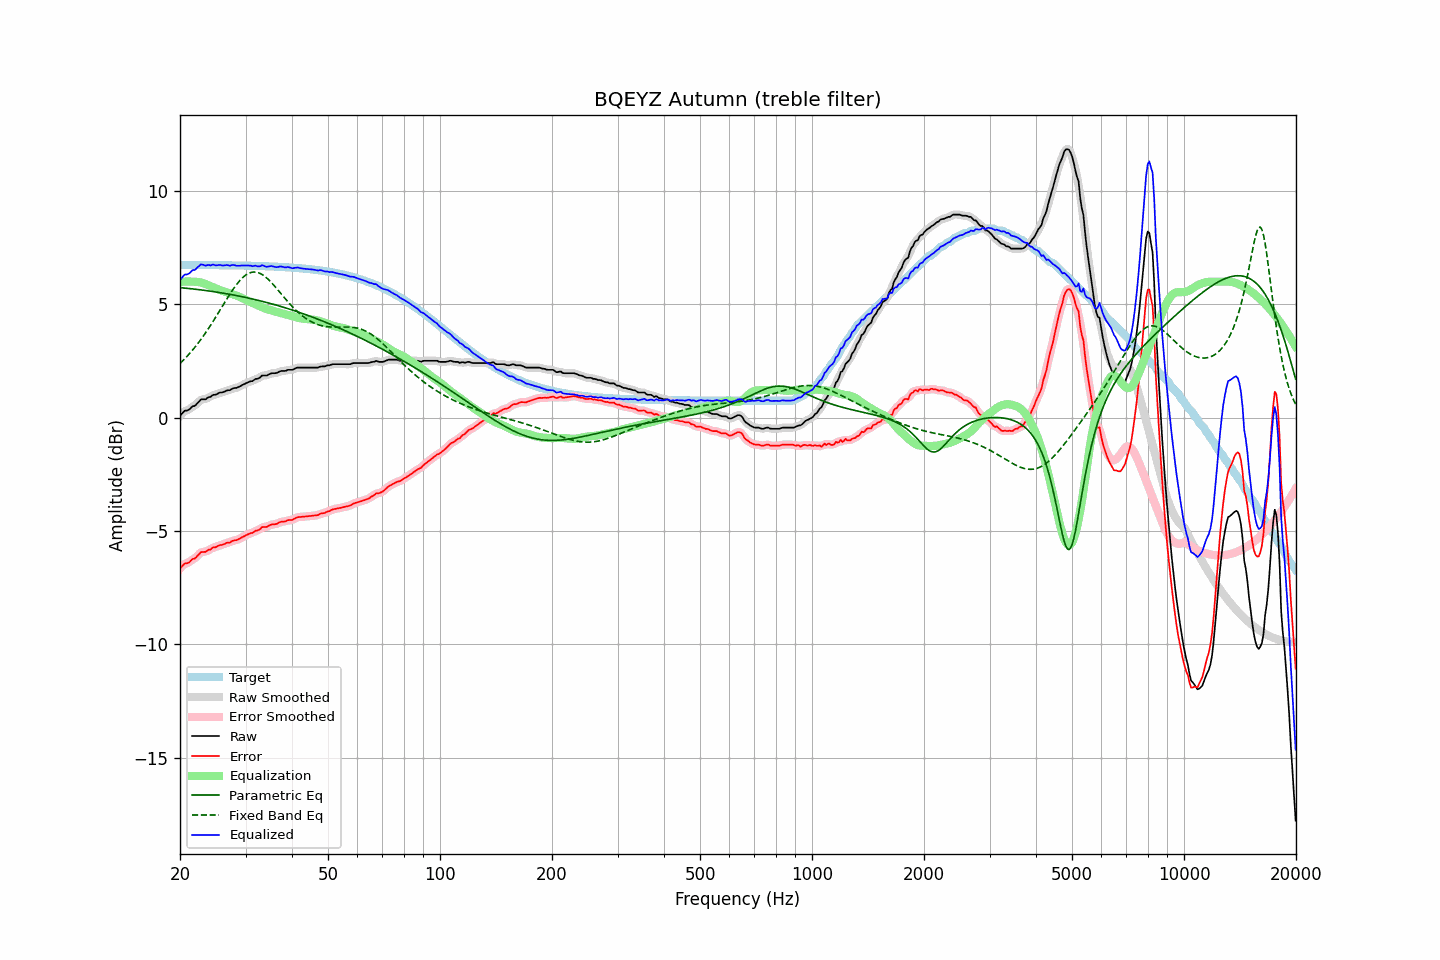 BQEYZ Autumn (treble filter)
Amplitude (dBr)
10
5
0
−5
−10
−15
Target
Raw Smoothed
Error Smoothed
Raw
Error
Equalization
Parametric Eq
Fixed Band Eq
Equalized
20 50 100 200 500 1000 2000 5000 10000 20000
Frequency (Hz)